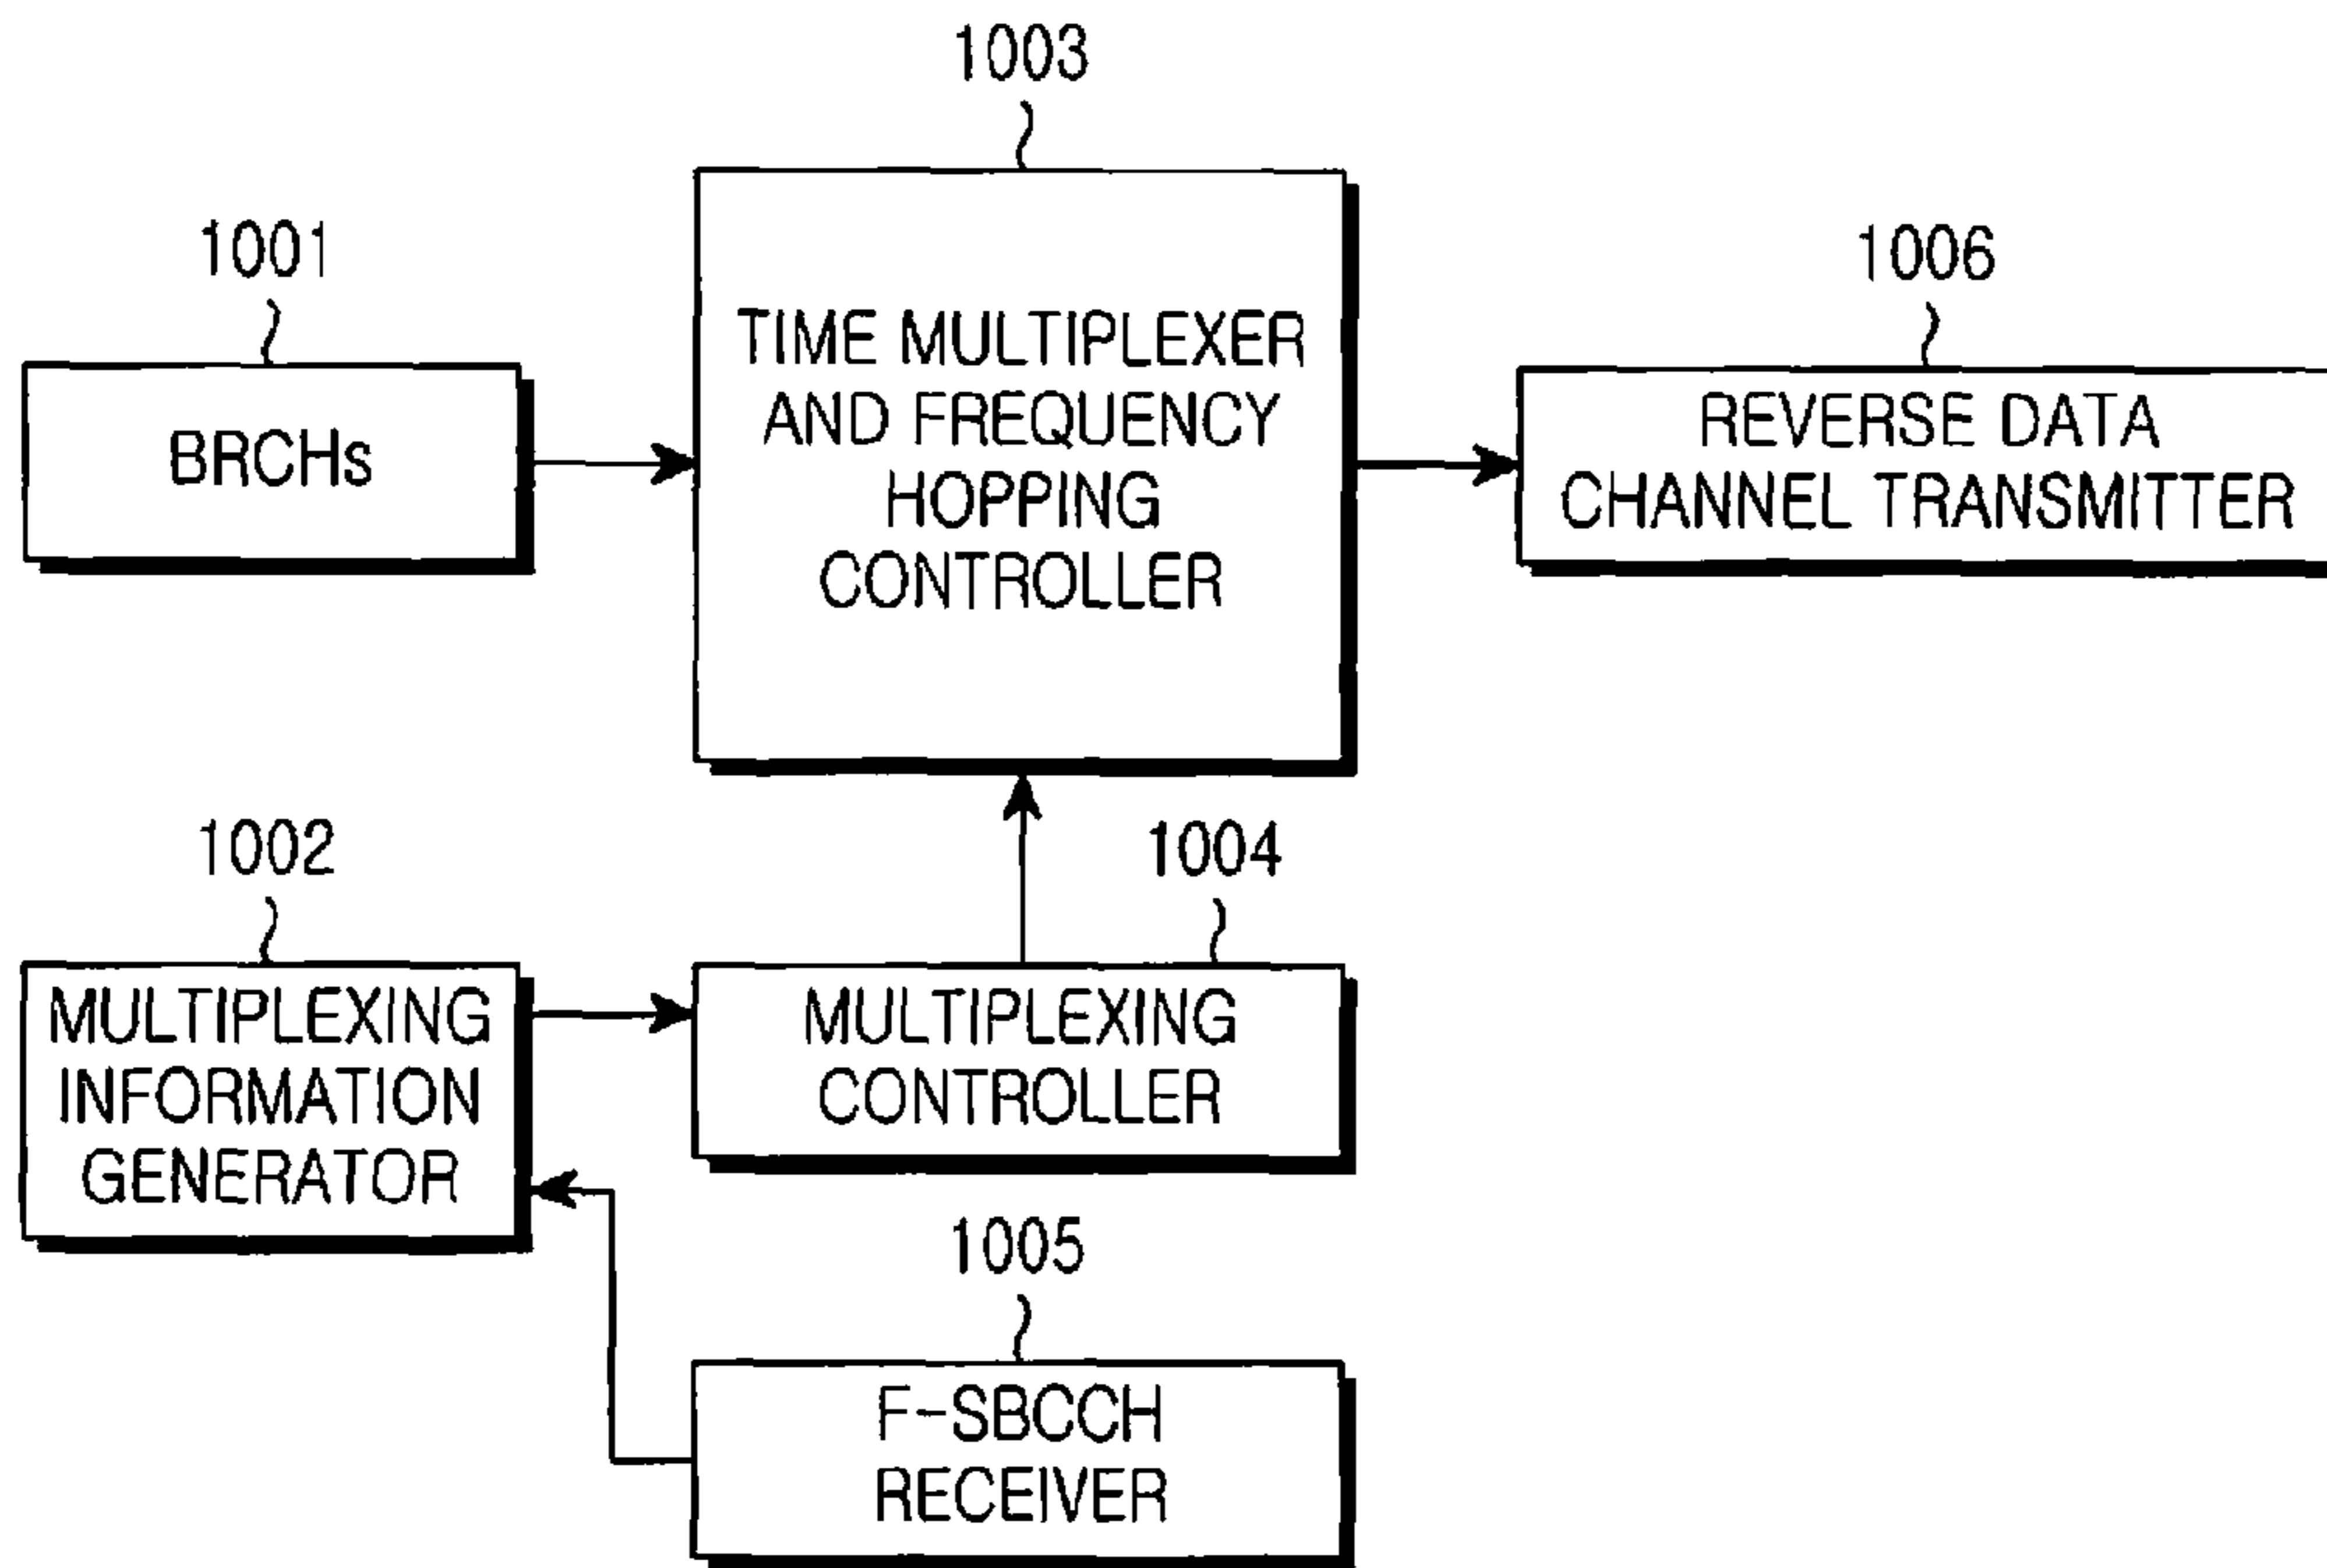 1003
1001
1006
TIME MULTIPLEXER
AND FREQUENCY
HOPPING
CONTROLLER
BRCHs
REVERSE DATA
CHANNEL TRANSMITTER
1002
1004
MULTIPLEXING
INFORMATION
GENERATOR
MULTIPLEXING
CONTROLLER
1005
F-SBCCH
RECEIVER